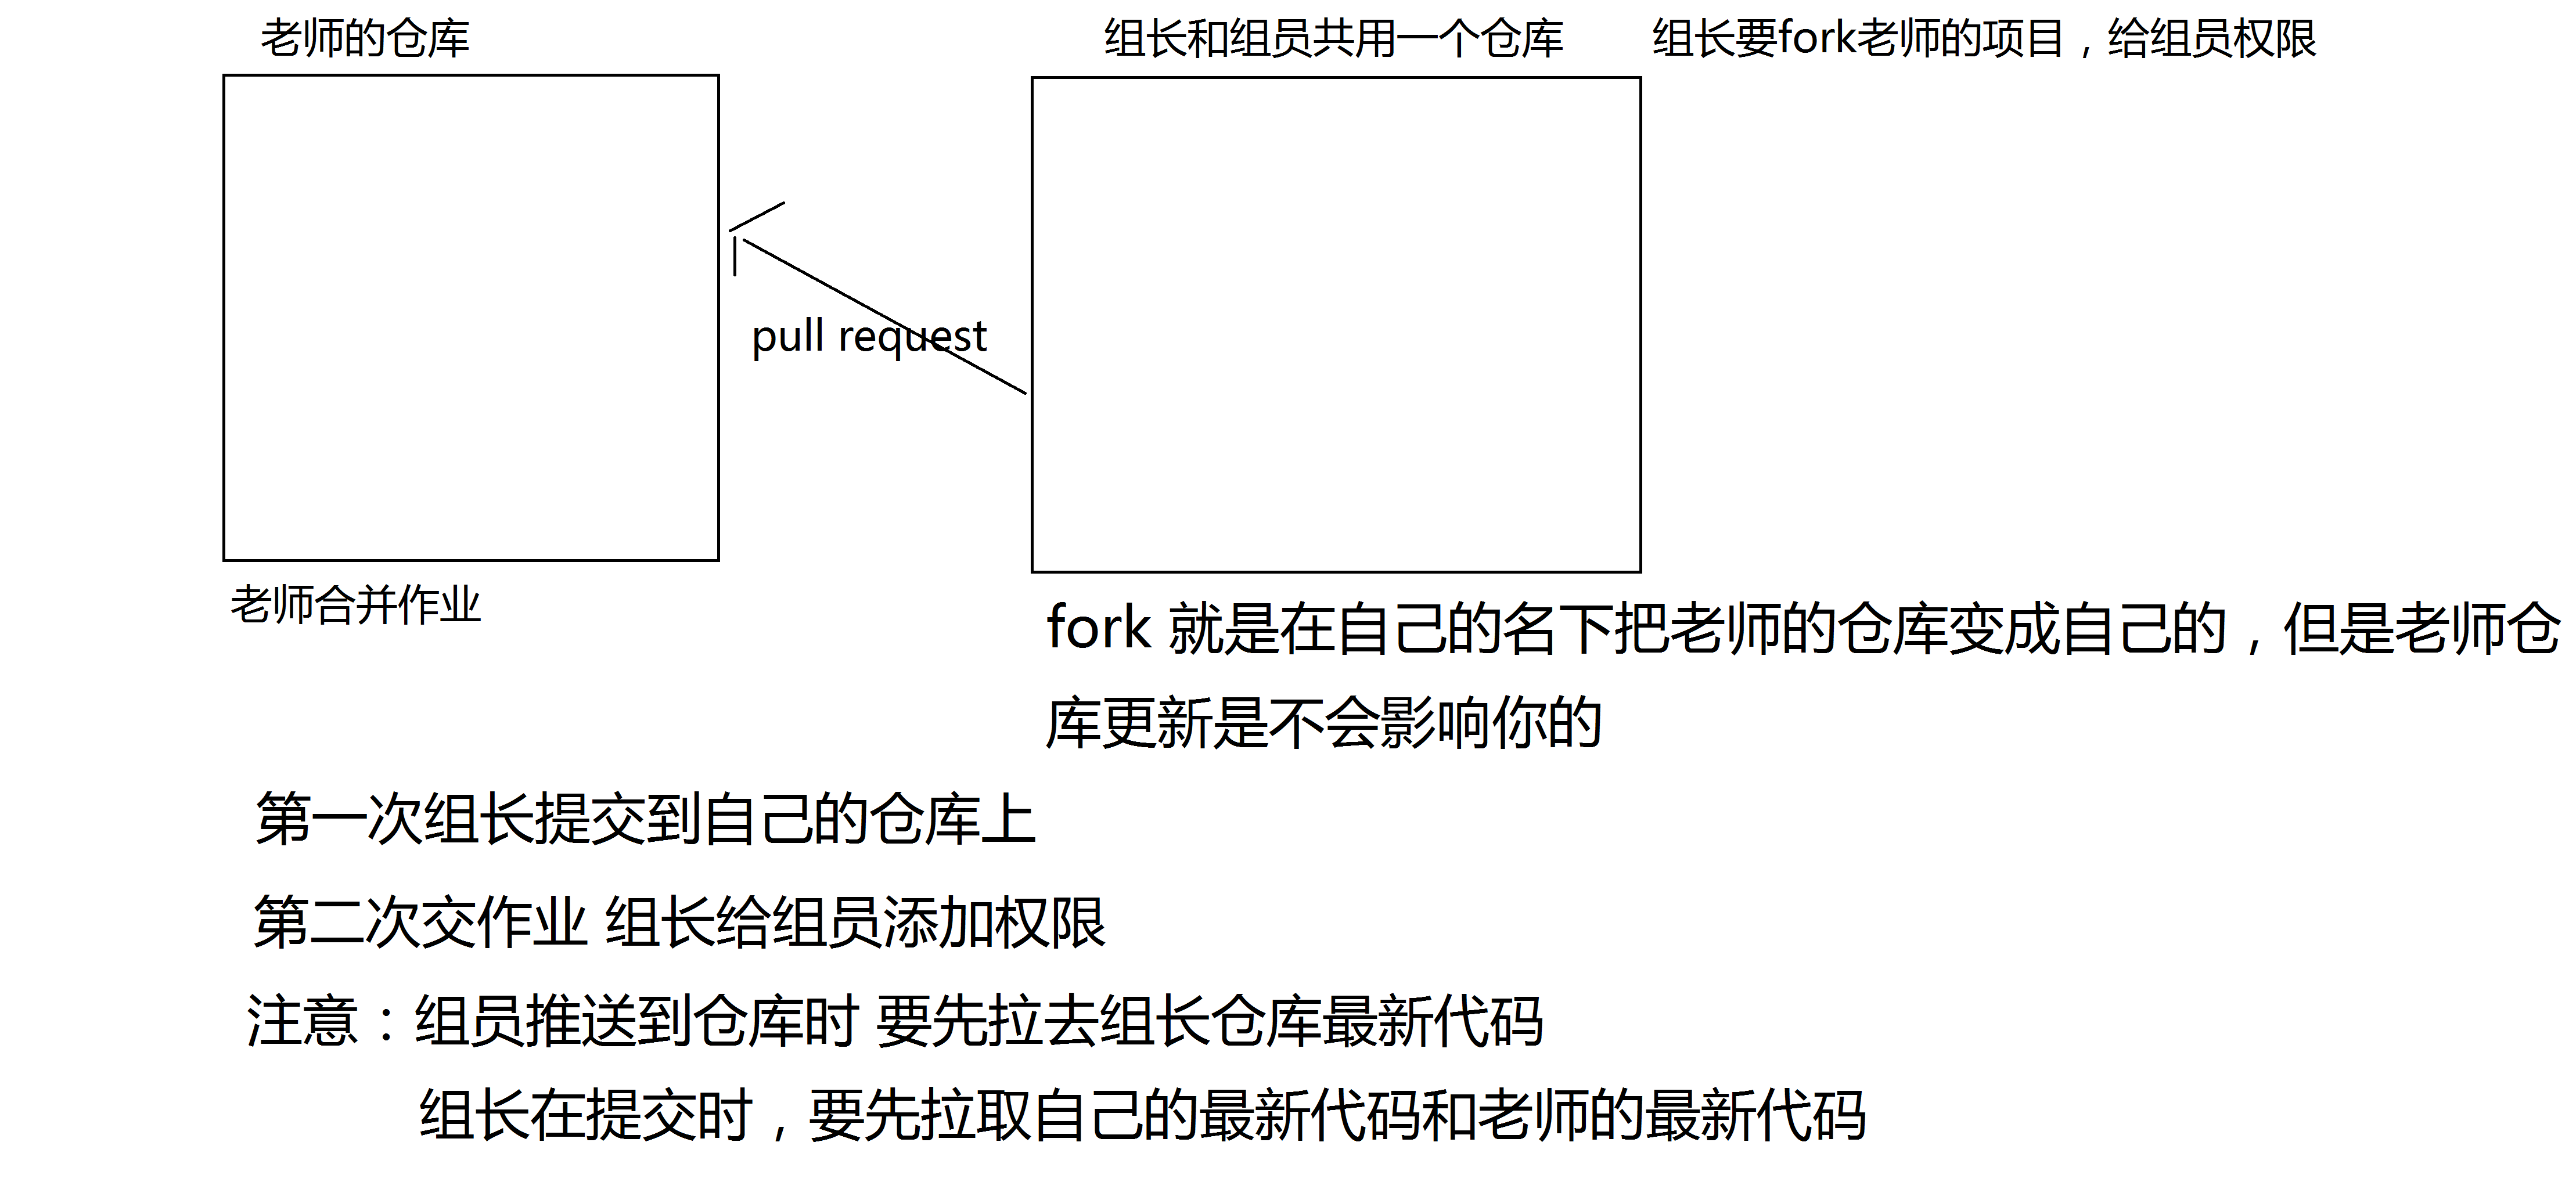 老师的仓库
组长和组员共用一个仓库
组长要fork老师的项目，给组员权限
pull request
老师合并作业
fork 就是在自己的名下把老师的仓库变成自己的，但是老师仓
库更新是不会影响你的
第一次组长提交到自己的仓库上
第二次交作业 组长给组员添加权限
注意：组员推送到仓库时 要先拉去组长仓库最新代码
组长在提交时，要先拉取自己的最新代码和老师的最新代码